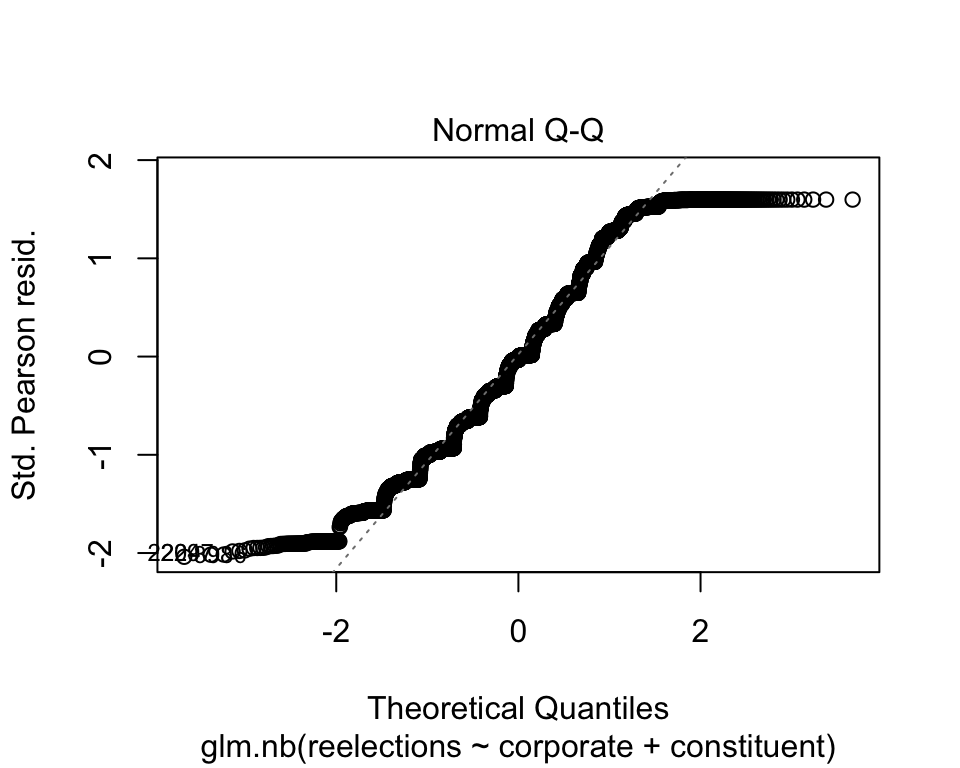 Normal Q-Q
2
1
0
-1
-2
Std. Pearson resid.
-2
0
2
Theoretical Quantiles
glm.nb(reelections ~ corporate + constituent)